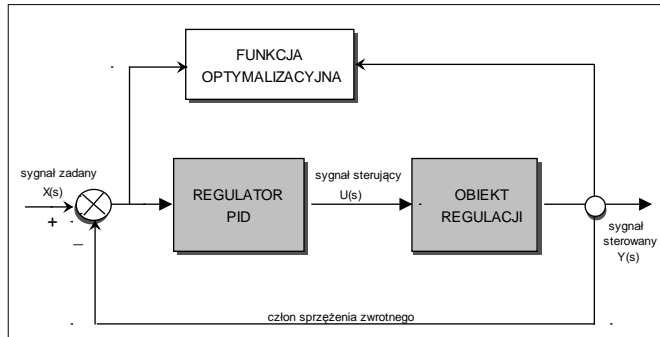 FUNKCJA
OPTYMALIZACYJNA
sygnał zadany
X(s)
+
−
REGULATOR
PID
sygnał sterujący
U(s)
OBIEKT
REGULACJI
sygnał
sterowany
Y(s)
człon sprzężenia zwrotnego